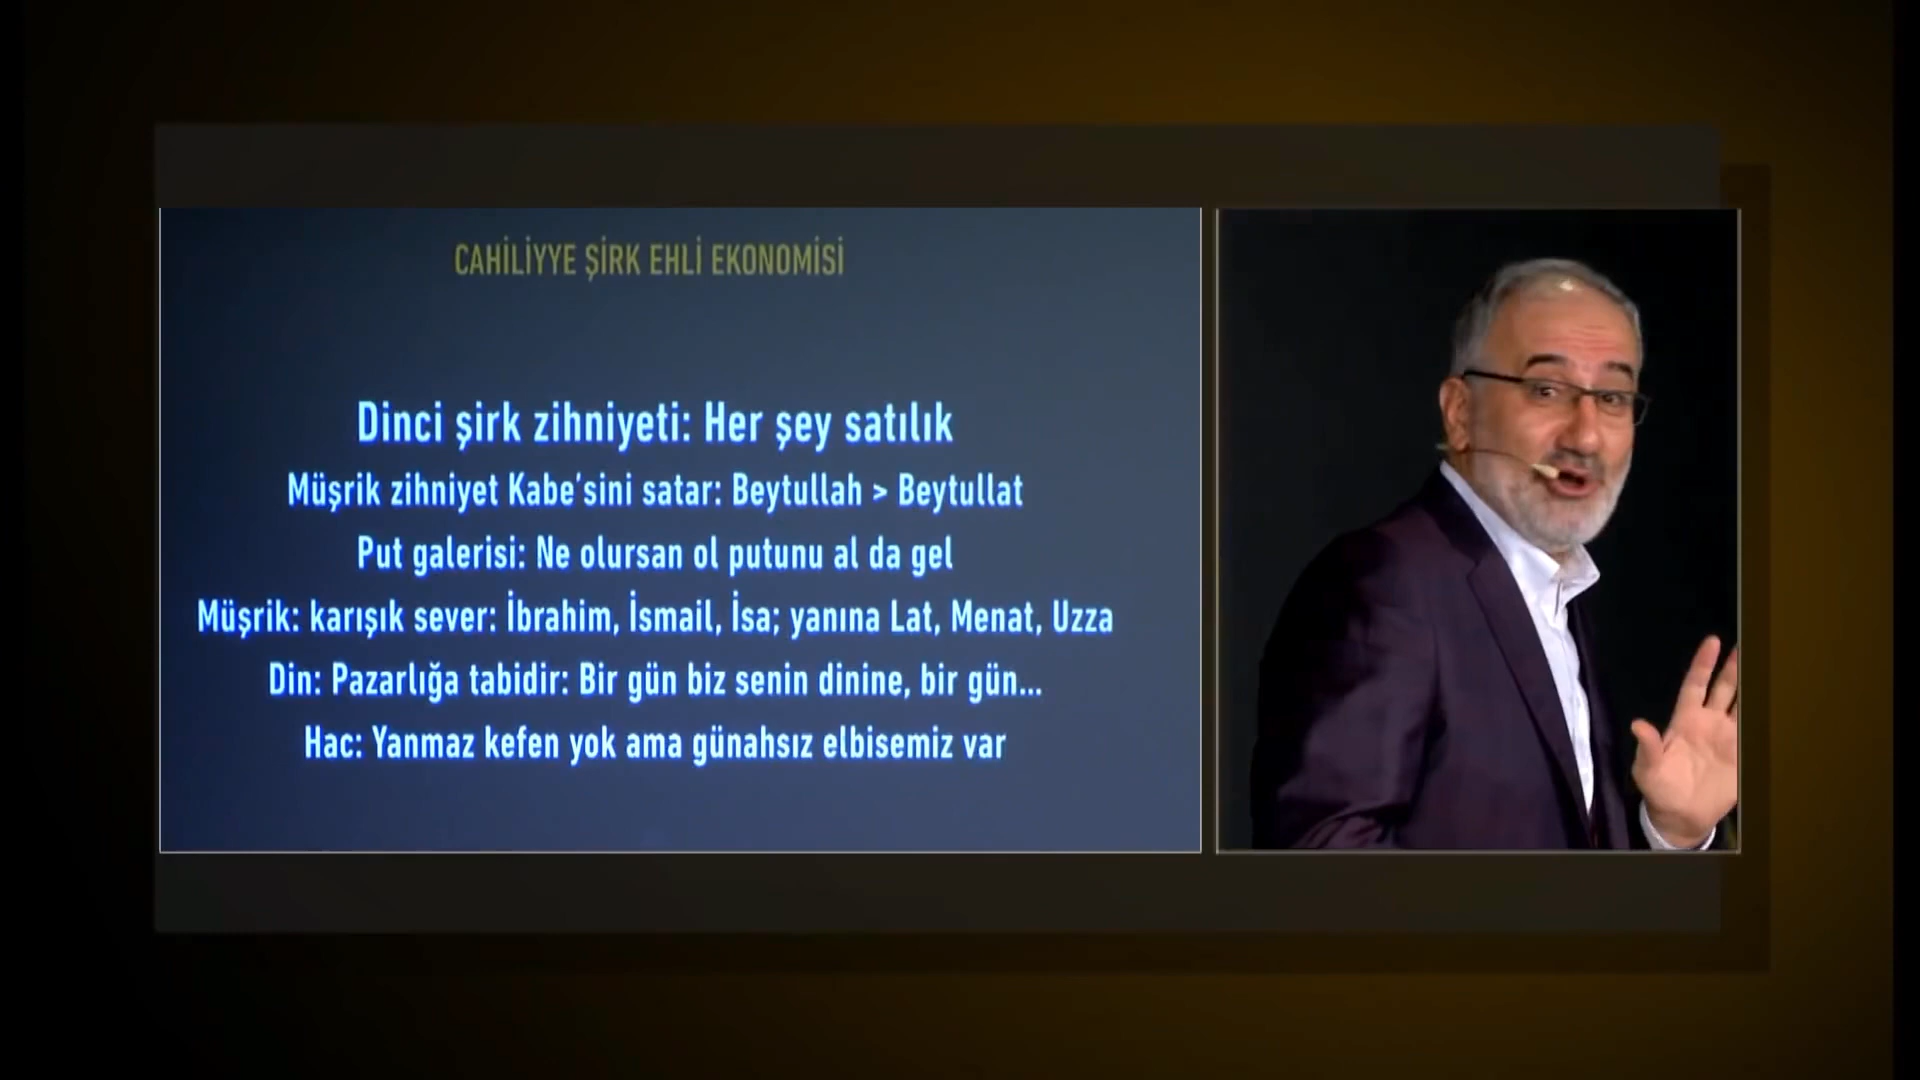 CAHİLİYYE ŞİRK EHLİ EKONOMİSİ
Dinci şirk zihniyeti: Her şey satılık
Müşrik zihniyet Kabe'sini satar: Beytullah > Beytullat
Put galerisi: Ne olursan ol putunu al da gel
Müşrik: karışık sever: İbrahim, İsmail, İsa; yanına Lat, Menat, Uzza
Din: Pazarlığa tabidir: Bir gün biz senin dinine, bir gün...
Hac: Yanmaz kefen yok ama günahsız elbisemiz var